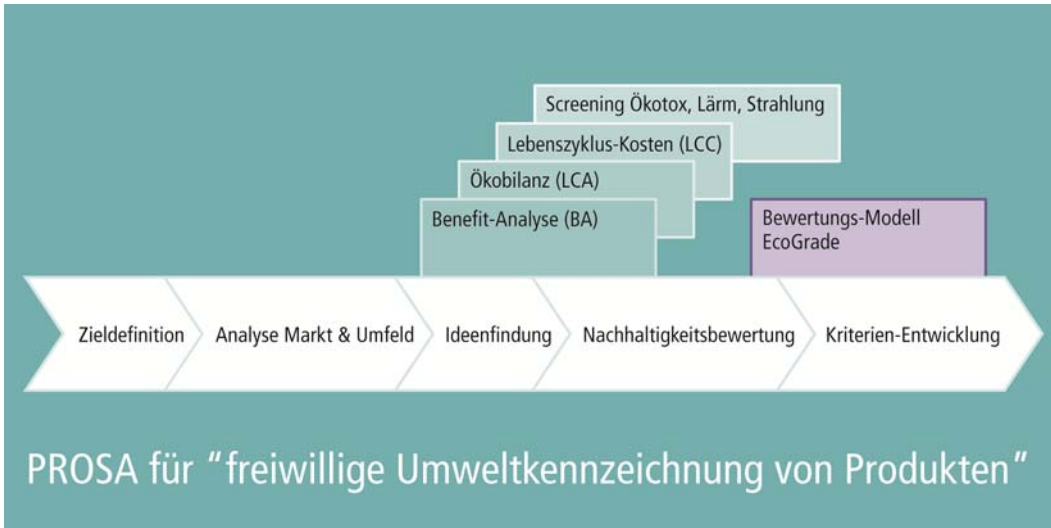 Screening Ökotox, Lärm, Strahlung
Lebenszyklus-Kosten (LCC)
Ökobilanz (LCA)
Benefit-Analyse (BA)
Bewertungs-Modell
EcoGrade
Zieldefinition
Analyse Markt & Umfeld
Ideenfindung
Nachhaltigkeitsbewertung
Kriterien-Entwicklung
PROSA für "freiwillige Umweltkennzeichnung von Produkten"